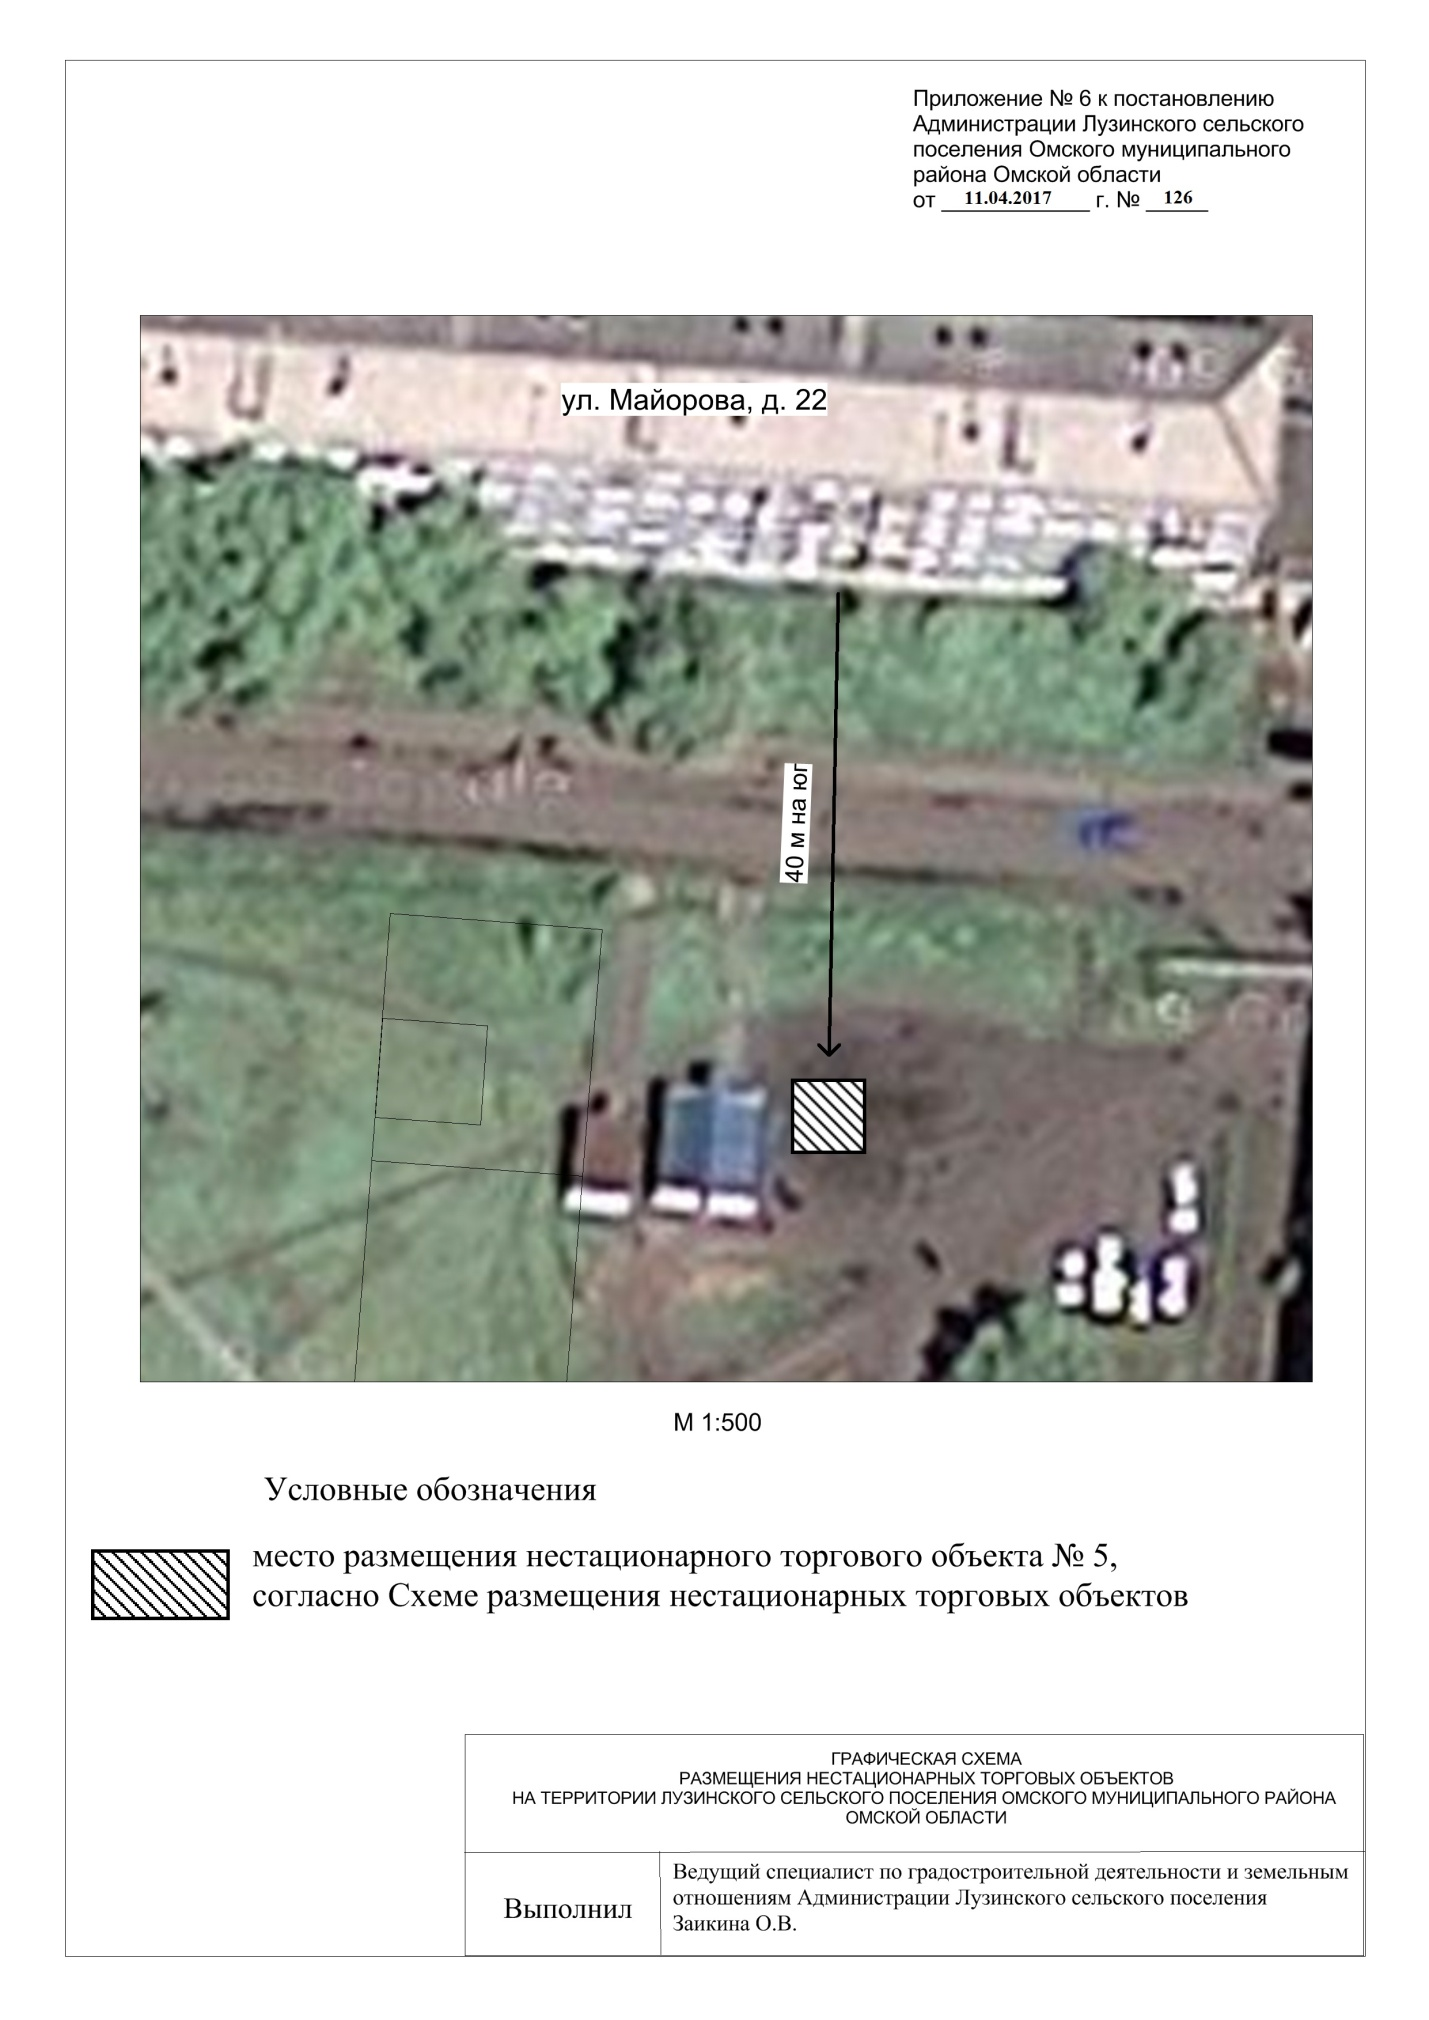 Приложение № 6 к постановлению
Администрации Лузинского сельского
поселения Омского муниципального
района Омской области
от 11.04.2017 г. № 126
ул. Майорова, д. 22
40 м на юг
М 1:500
Условные обозначения
место размещения нестационарного торгового объекта № 5,
согласно Схеме размещения нестационарных торговых объектов
ГРАФИЧЕСКАЯ СХЕМА
РАЗМЕЩЕНИЯ НЕСТАЦИОНАРНЫХ ТОРГОВЫХ ОБЪЕКТОВ
НА ТЕРРИТОРИИ ЛУЗИНСКОГО СЕЛЬСКОГО ПОСЕЛЕНИЯ ОМСКОГО МУНИЦИПАЛЬНОГО РАЙОНА
ОМСКОЙ ОБЛАСТИ
Выполнил
Ведущий специалист по градостроительной деятельности и земельным
отношениям Администрации Лузинского сельского поселения
Заикина О.В.